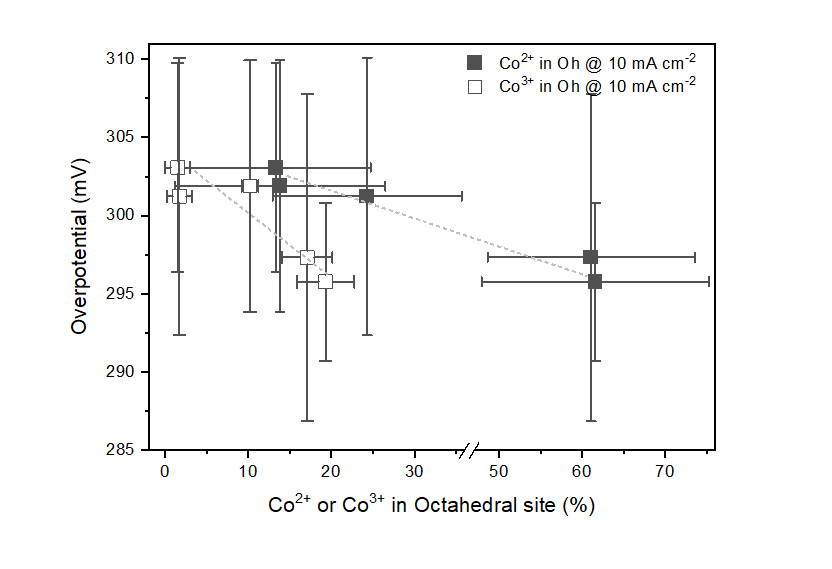 310
305
300
295
290
285
Overpotential (mV)
Co2+ in Oh @ 10 mA cm-2
Co3+ in Oh @ 10 mA cm-2
0 10 20 30 50 60 70
Co2+ or Co3+ in Octahedral site (%)